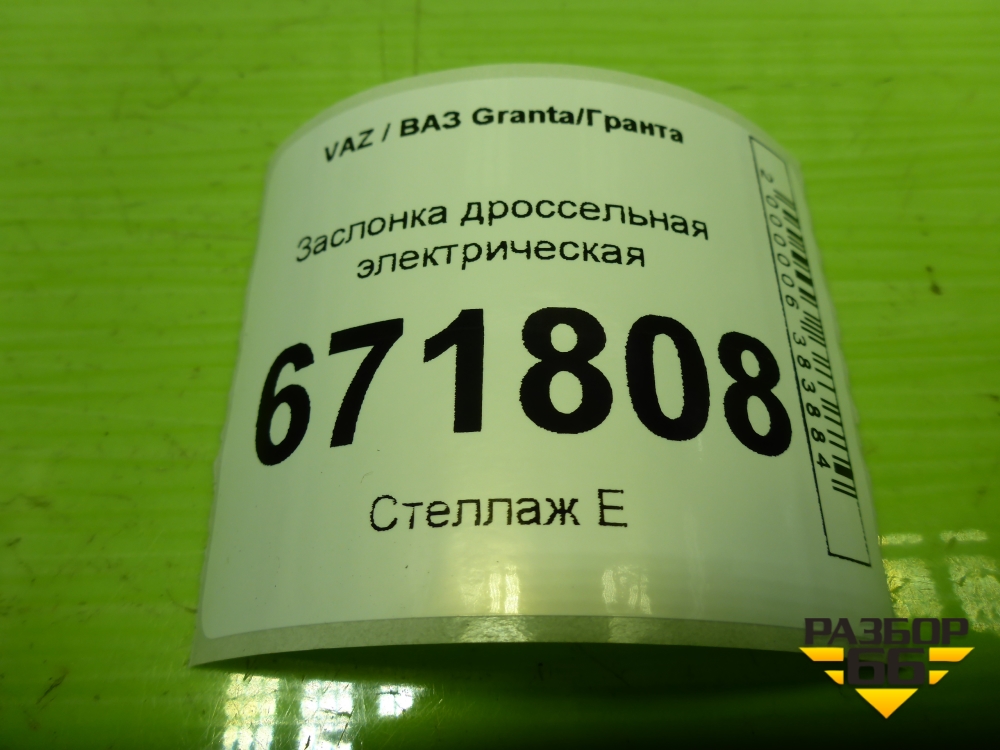 VAZ / ВАЗ Granta/Гранта
Заслонка дроссельная
электрическая
671808
Стеллаж Е
2000006383884
РАЗБОР
66